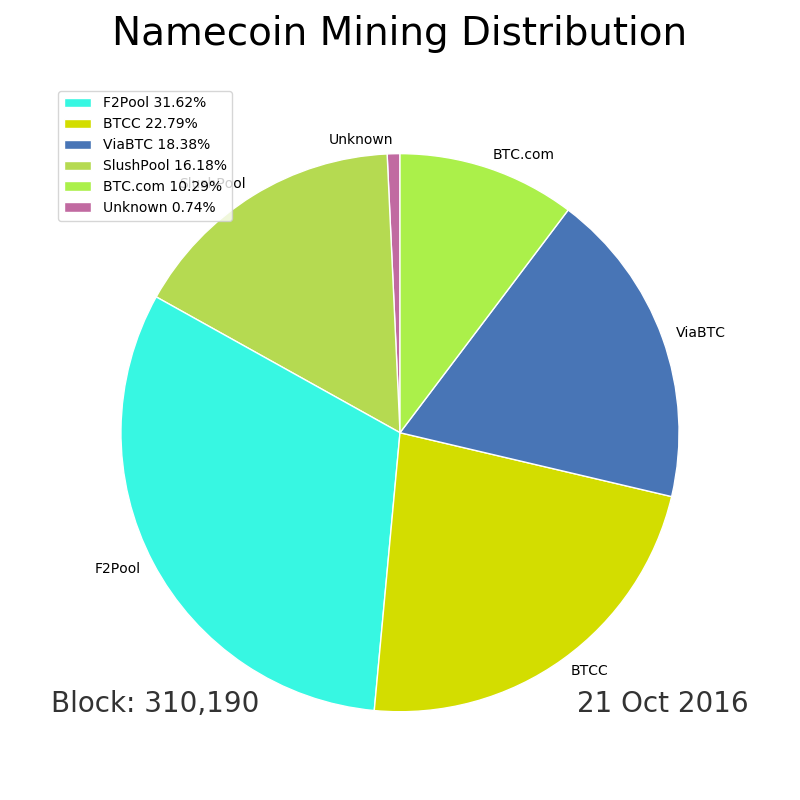 Namecoin Mining Distribution
F2Pool 31.62%
BTCC 22.79%
ViaBTC 18.38%
SlushPool 16.18%
BTC.com 10.29%
Unknown 0.74%
Unknown
BTC.com
SlushPool
ViaBTC
F2Pool
BTCC
Block: 310,190
21 Oct 2016